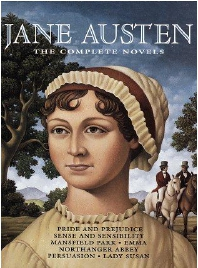 JANE AUSTEN
THE COMPLETE NOVELS
PRIDE AND PREJUDICE
SENSE AND SENSIBILITY
MANSFIELD PARK • EMMA
NORTHANGER ABBEY
PERSUASION • LADY SUSAN